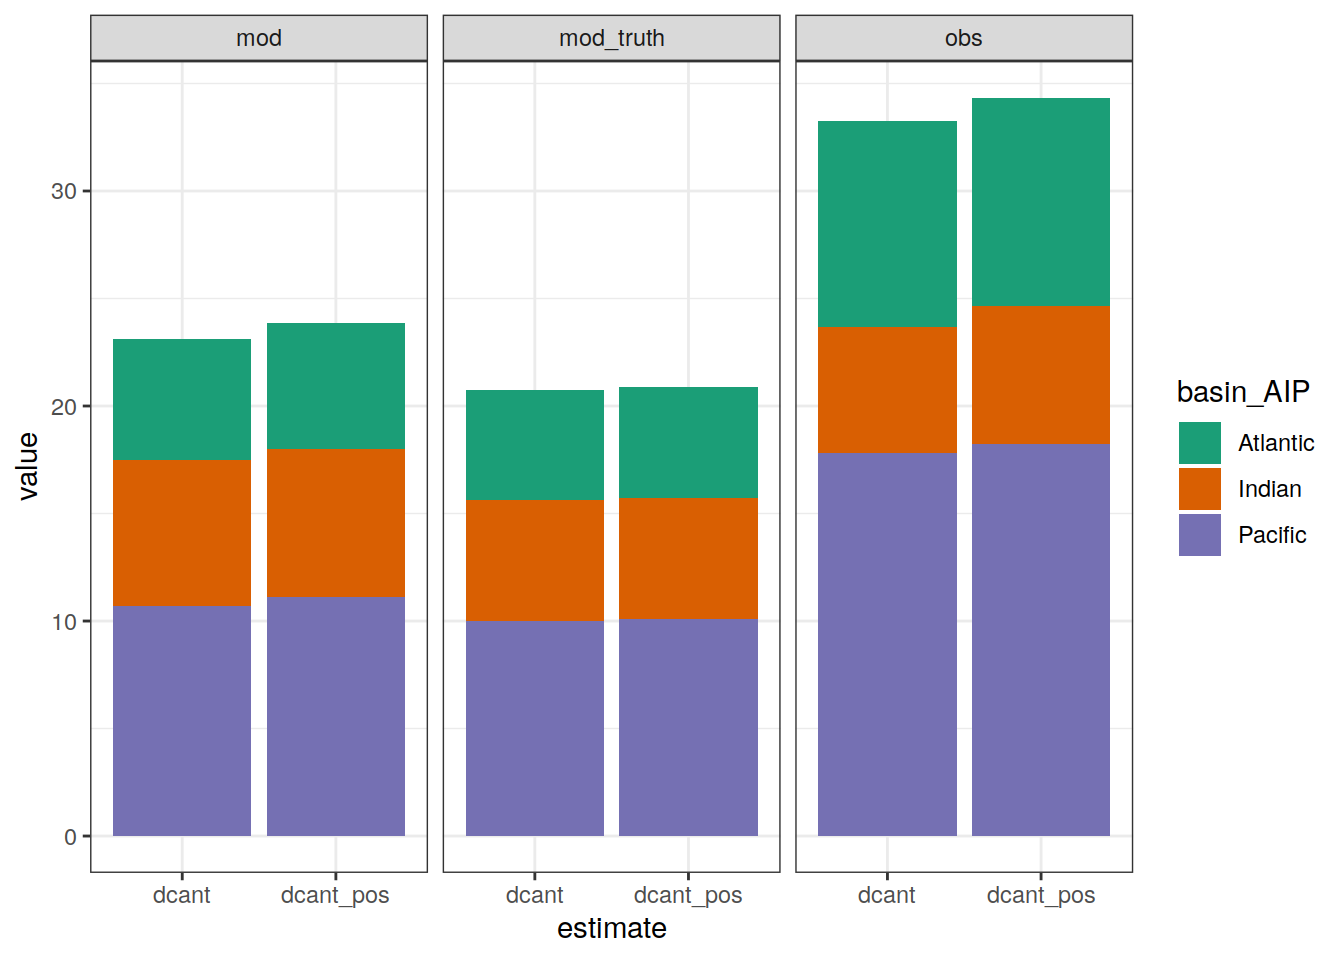 mod
mod_truth
obs
30
20
10
0
value
dcant
dcant_pos
dcant
dcant_pos
dcant
dcant_pos
estimate
basin_AIP
Atlantic
Indian
Pacific